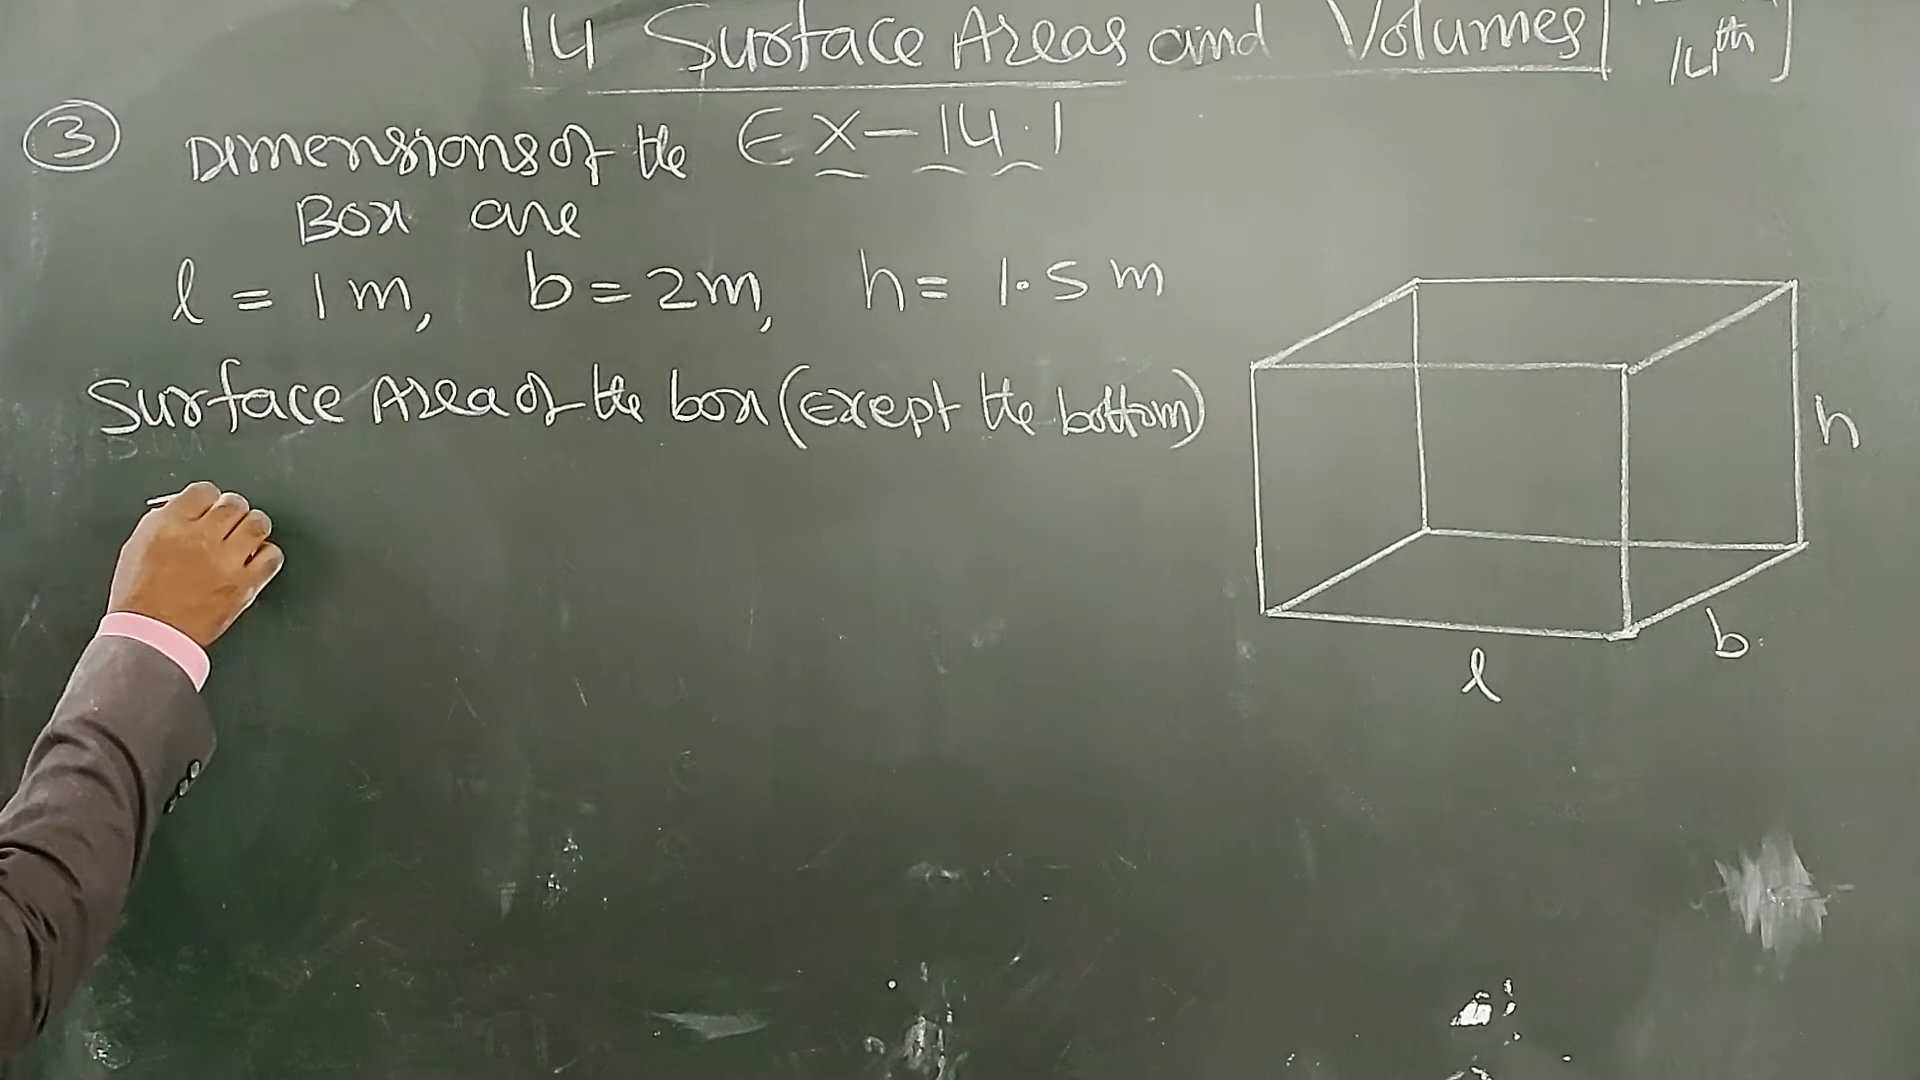 14 Surface Areas and Volumes
14th]
③ Dimensions of the Ex-14.1
Box are
l = 1m, b = 2m, h = 1.5 m
Surface Area of the box (Except the bottom)
h
b
l